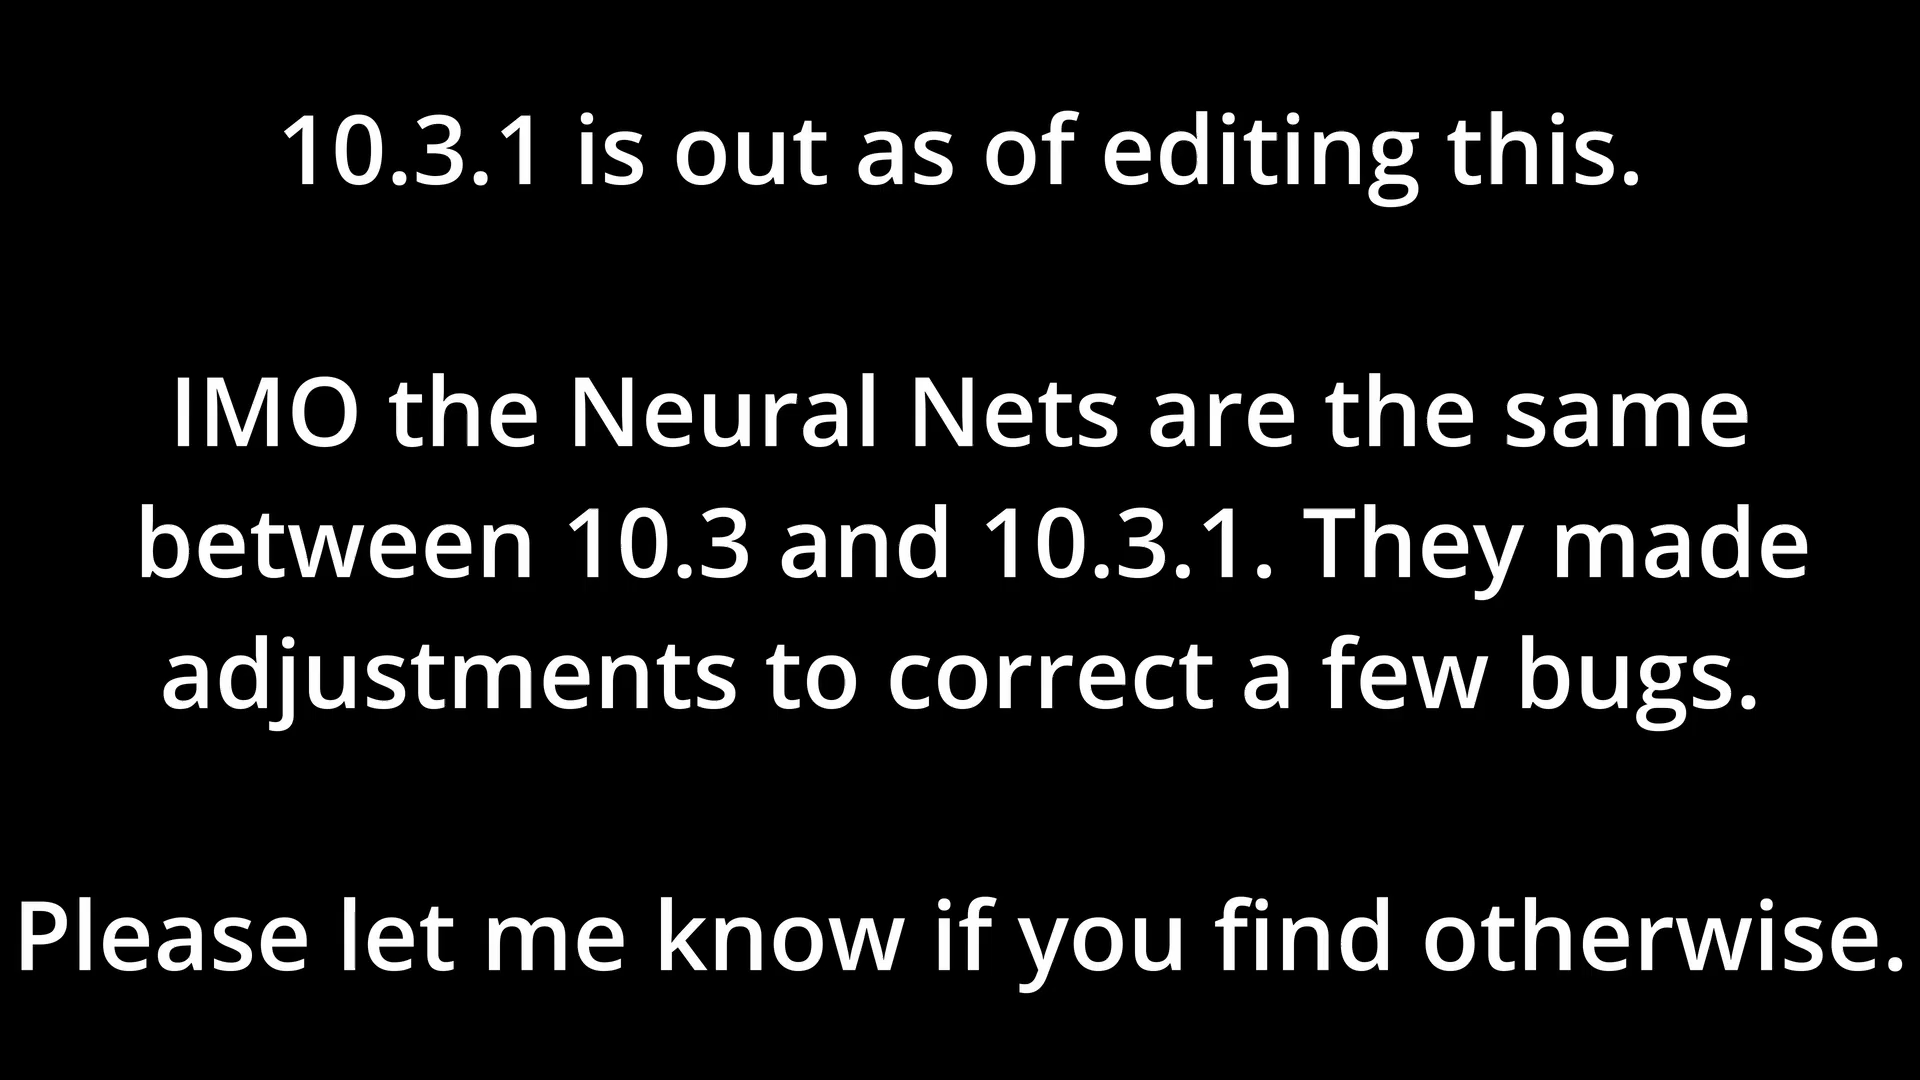 10.3.1 is out as of editing this.
IMO the Neural Nets are the same
between 10.3 and 10.3.1. They made
adjustments to correct a few bugs.
Please let me know if you find otherwise.